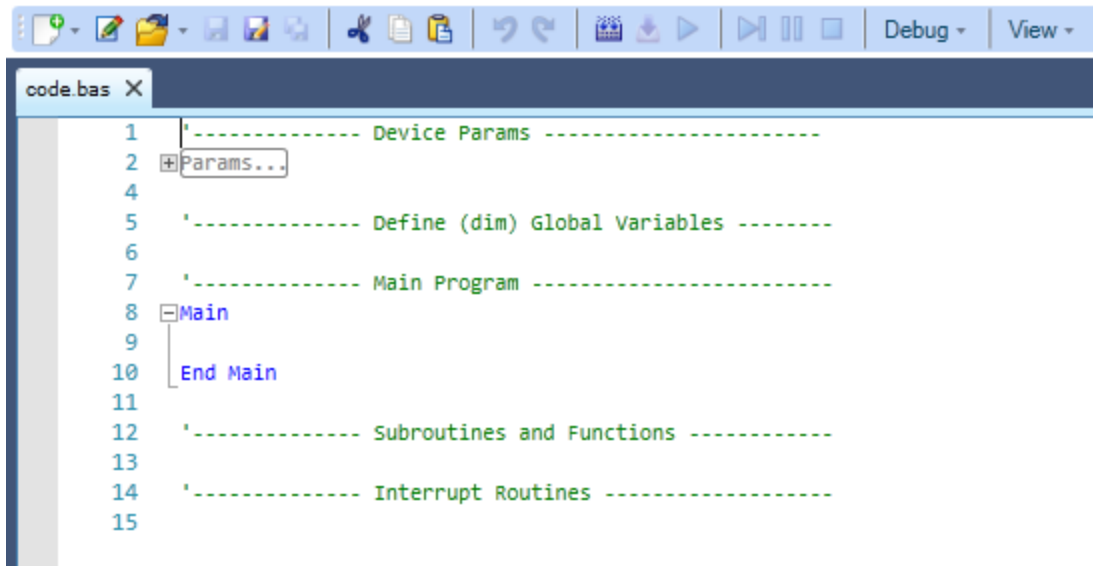 Debug View
code.bas
1 '-------------- Device Params -----------------------
2 Params...
4
5 '-------------- Define (dim) Global Variables --------
6
7 '-------------- Main Program -------------------------
8 Main
9
10 End Main
11
12 '-------------- Subroutines and Functions ------------
13
14 '-------------- Interrupt Routines -------------------
15